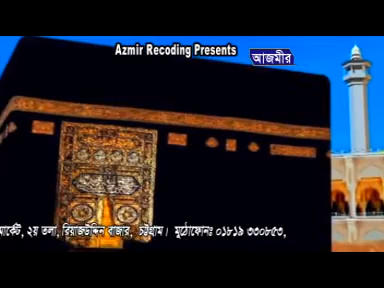 Azmir Recoding Presents
আজমীর
মার্কেট, ২য় তলা, রিয়াজউদ্দিন বাজার, চট্টগ্রাম। মুঠোফোনঃ ০১৮১৯ ৩৩০৮৫৩,